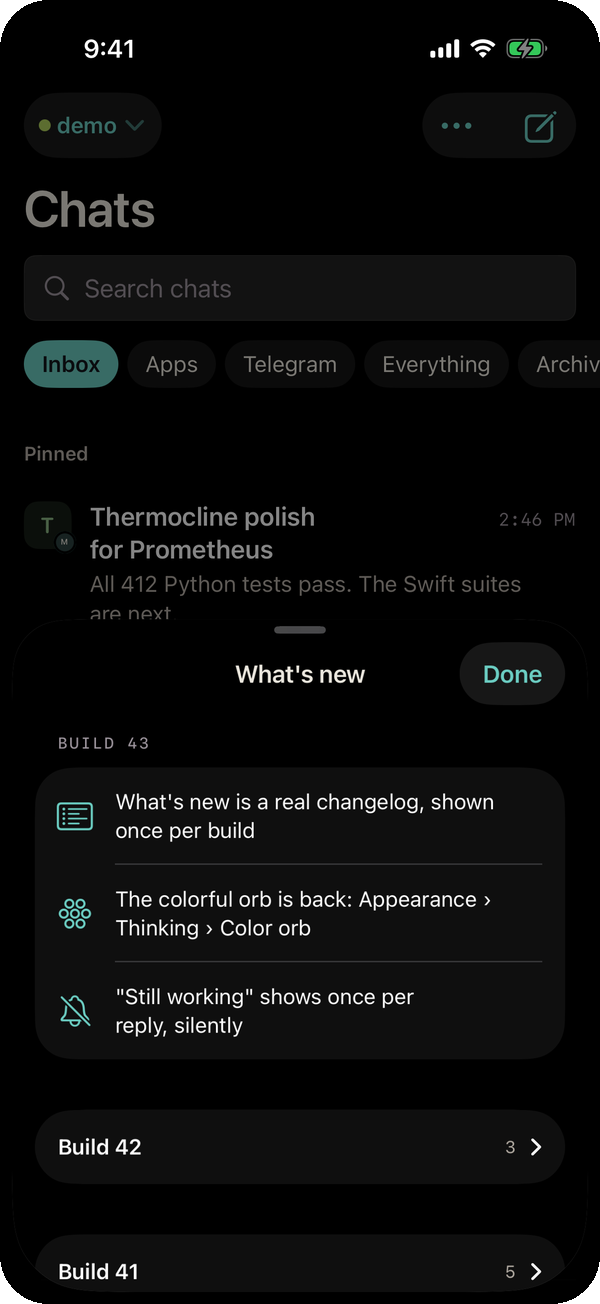 9:41
demo
Chats
Search chats
Inbox Apps Telegram Everything Archiv
Pinned
T
M
Thermocline polish
for Prometheus
2:46 PM
All 412 Python tests pass. The Swift suites
are next
What's new
Done
BUILD 43
What's new is a real changelog, shown
once per build
The colorful orb is back: Appearance ›
Thinking › Color orb
"Still working" shows once per
reply, silently
Build 42 3
Build 41 5